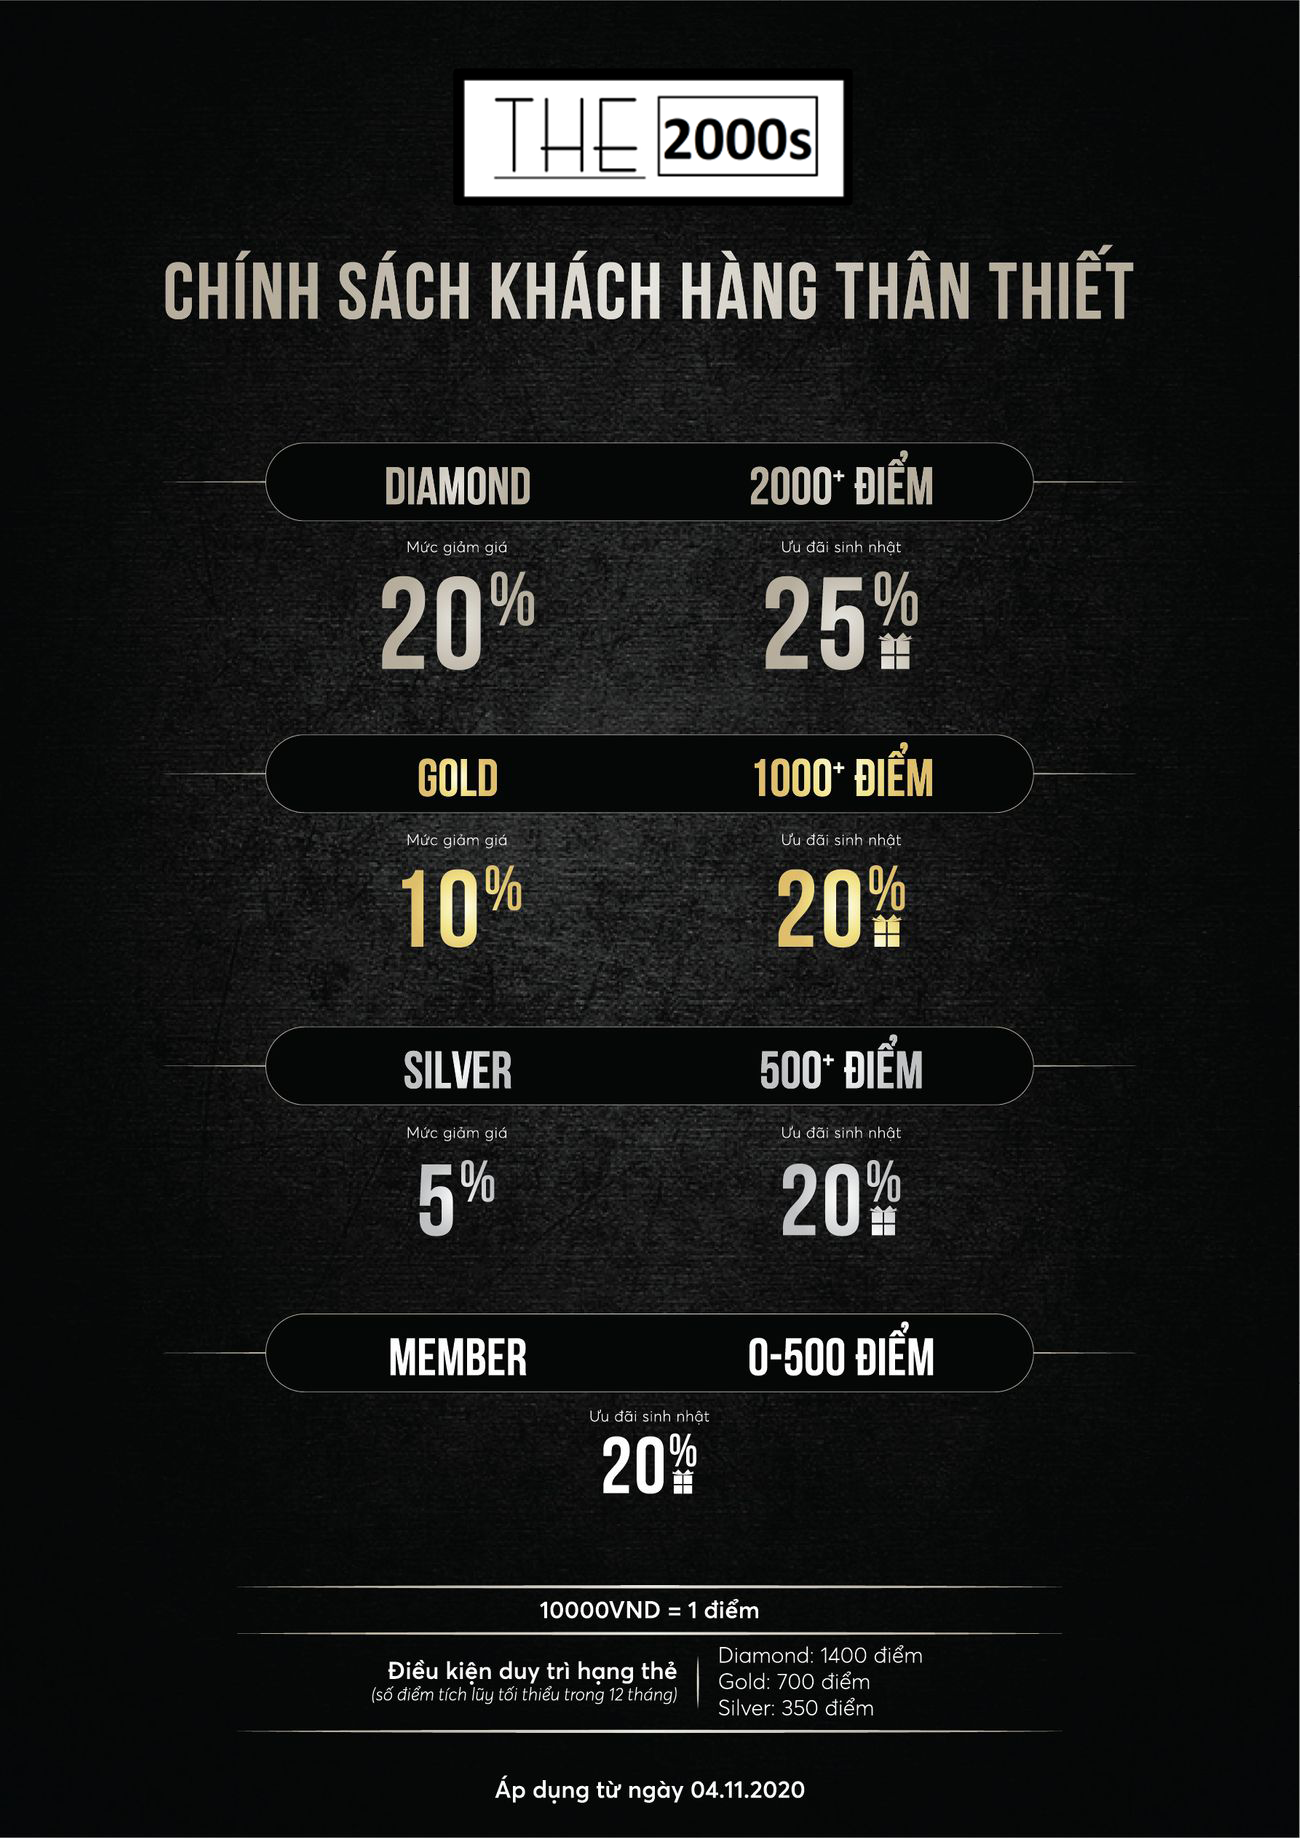 THE 2000s
CHÍNH SÁCH KHÁCH HÀNG THÂN THIẾT
DIAMOND 2000+ ĐIỂM
Mức giảm giá Ưu đãi sinh nhật
20% 25%
GOLD 1000+ ĐIỂM
Mức giảm giá Ưu đãi sinh nhật
10% 20%
SILVER 500+ ĐIỂM
Mức giảm giá Ưu đãi sinh nhật
5% 20%
MEMBER 0-500 ĐIỂM
Ưu đãi sinh nhật
20%
10000VND = 1 điểm
Điều kiện duy trì hạng thẻ
(số điểm tích lũy tối thiểu trong 12 tháng)
Diamond: 1400 điểm
Gold: 700 điểm
Silver: 350 điểm
Áp dụng từ ngày 04.11.2020